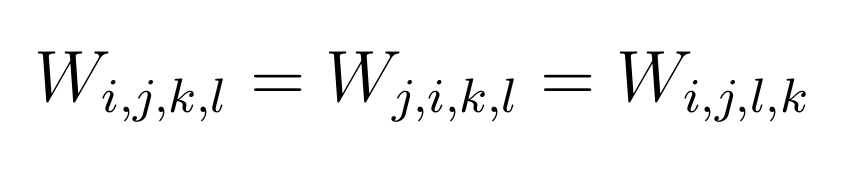 W_{i,j,k,l} = W_{j,i,k,l} = W_{i,j,l,k}